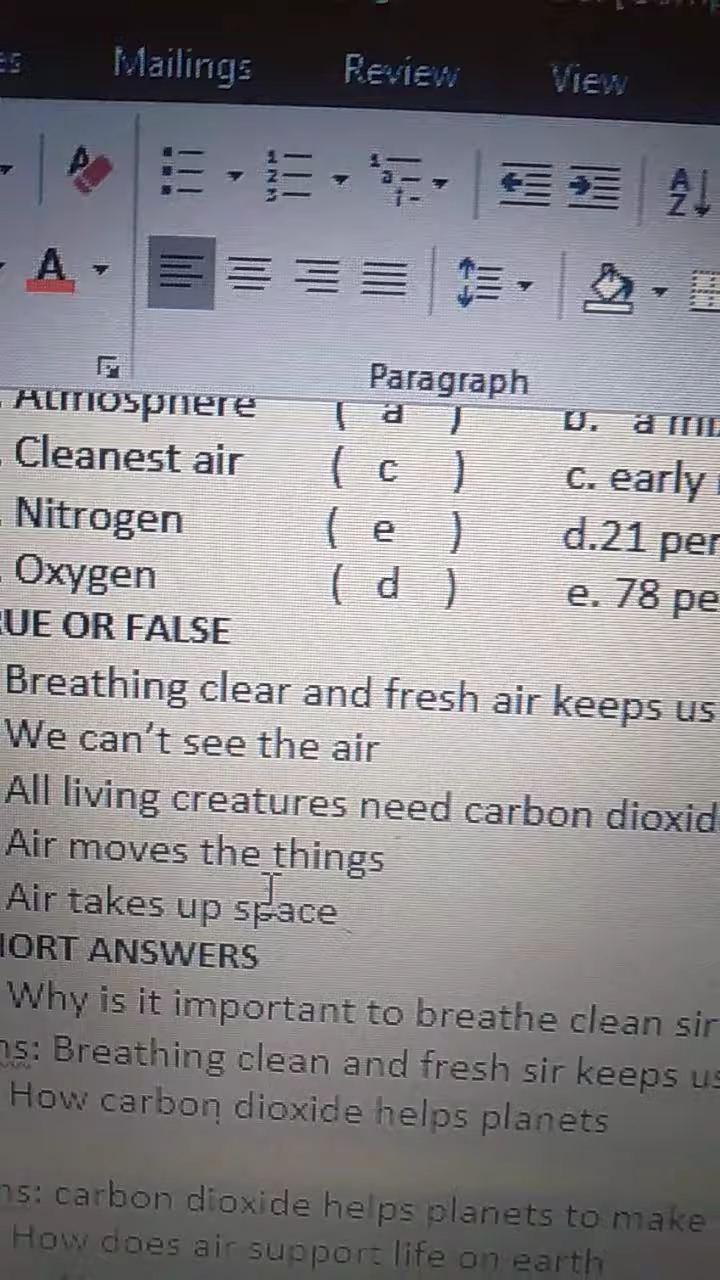 Mailings Review View
Paragraph
Atmosphere ( a ) b. a
Cleanest air ( c ) c. early
Nitrogen ( e ) d.21 per
Oxygen ( d ) e. 78 pe
RUE OR FALSE
Breathing clear and fresh air keeps us
We can't see the air
All living creatures need carbon dioxid
Air moves the things
Air takes up space
HORT ANSWERS
Why is it important to breathe clean sir
ns: Breathing clean and fresh sir keeps us
How carbon dioxide helps planets
ns: carbon dioxide helps planets to make
How does air support life on earth